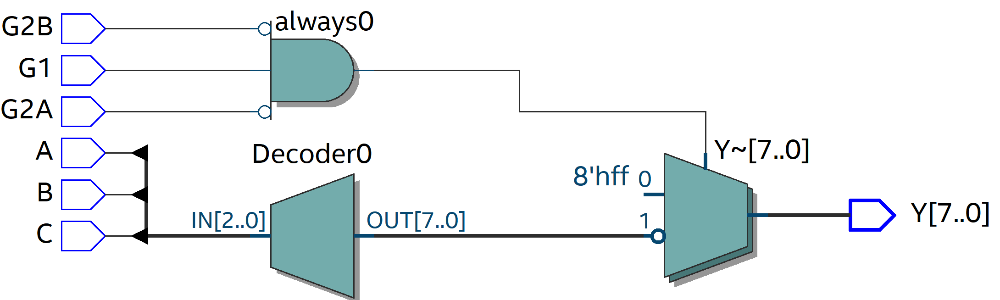 G2B
always0
G1
G2A
A
Decoder0
Y~[7..0]
8'hff 0
B
IN[2..0]
OUT[7..0]
1
Y[7..0]
C